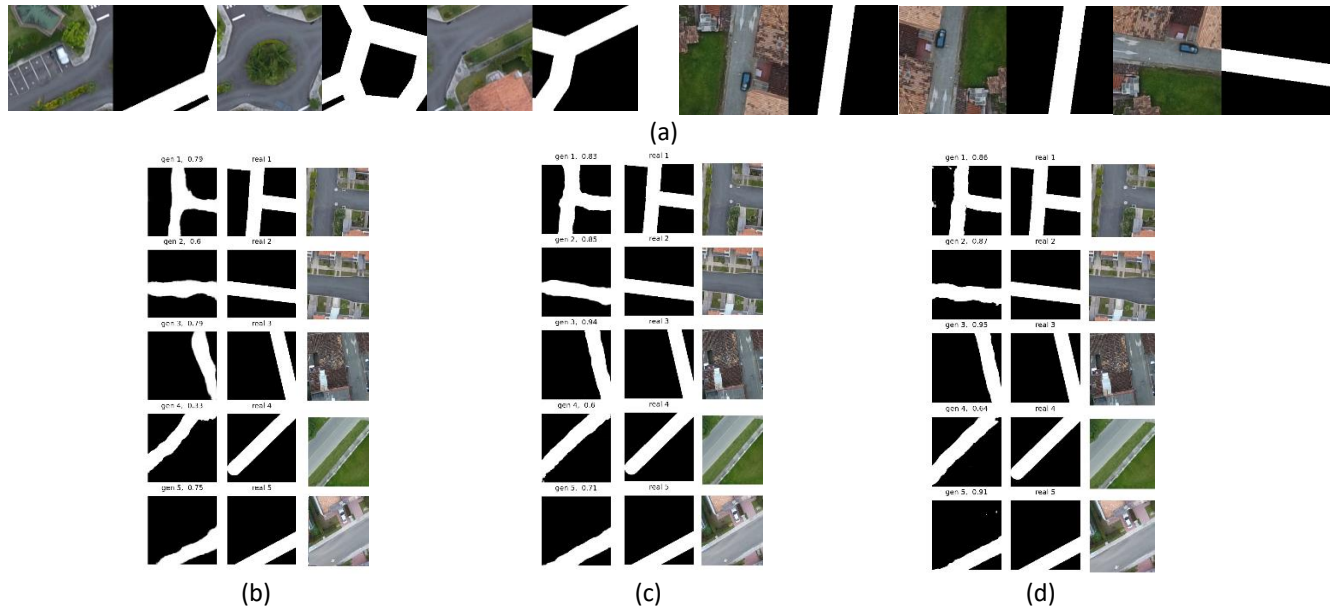 (a)
gen 1, 0.79 real 1
gen 2, 0.6 real 2
gen 3, 0.79 real 3
gen 4, 0.33 real 4
gen 5, 0.75 real 5
(b)
gen 1, 0.83 real 1
gen 2, 0.85 real 2
gen 3, 0.94 real 3
gen 4, 0.6 real 4
gen 5, 0.71 real 5
(c)
gen 1, 0.86 real 1
gen 2, 0.87 real 2
gen 3, 0.95 real 3
gen 4, 0.64 real 4
gen 5, 0.91 real 5
(d)